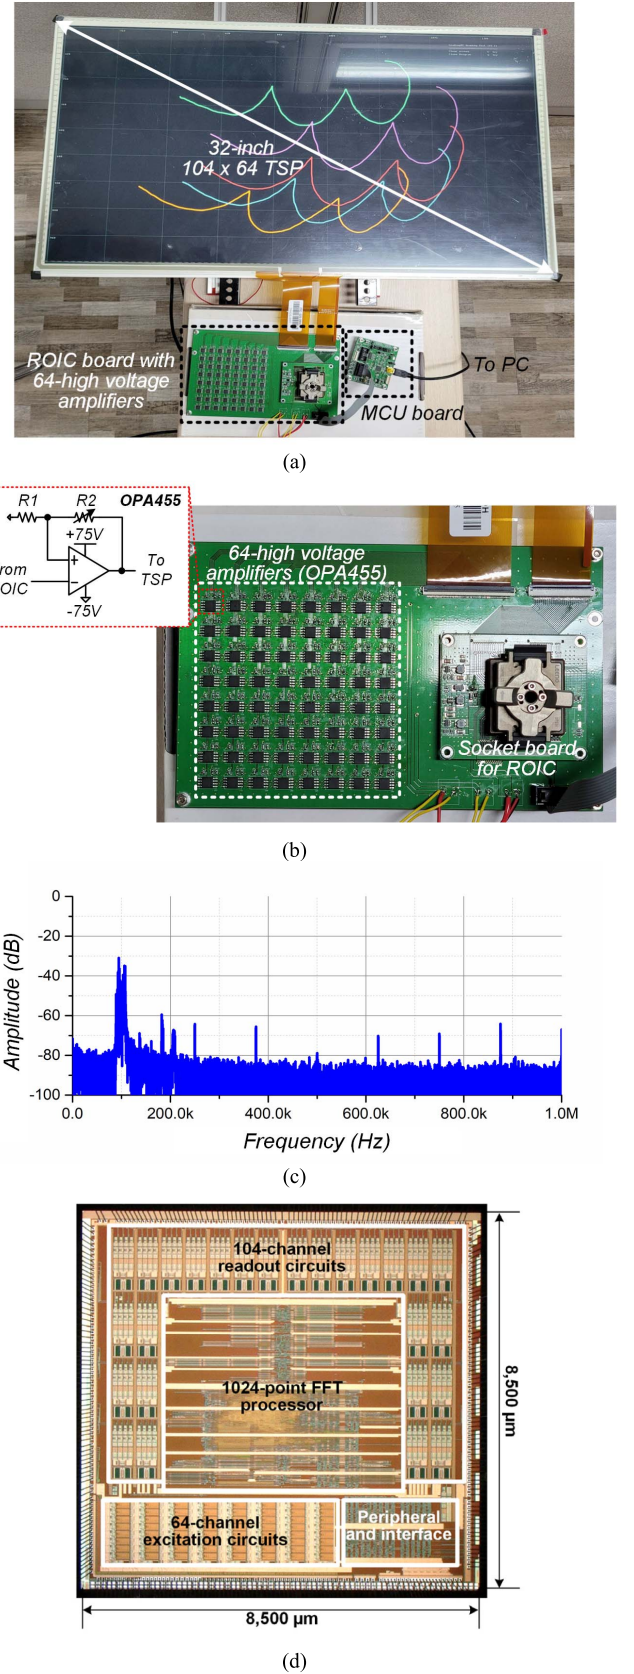 32-inch
104 x 64 TSP
ROIC board with
64-high voltage
amplifiers
To PC
MCU board
(a)
R1
R2
OPA455
+75V
+
To
TSP
rom
OIC
−
-75V
64-high voltage
amplifiers (OPA455)
Socket board
for ROIC
(b)
0
-20
-40
-60
-80
-100
Amplitude (dB)
0.0
200.0k
400.0k
600.0k
800.0k
1.0M
Frequency (Hz)
(c)
104-channel
readout circuits
1024-point FFT
processor
64-channel
excitation circuits
Peripheral
and interface
8,500 µm
8,500 µm
(d)